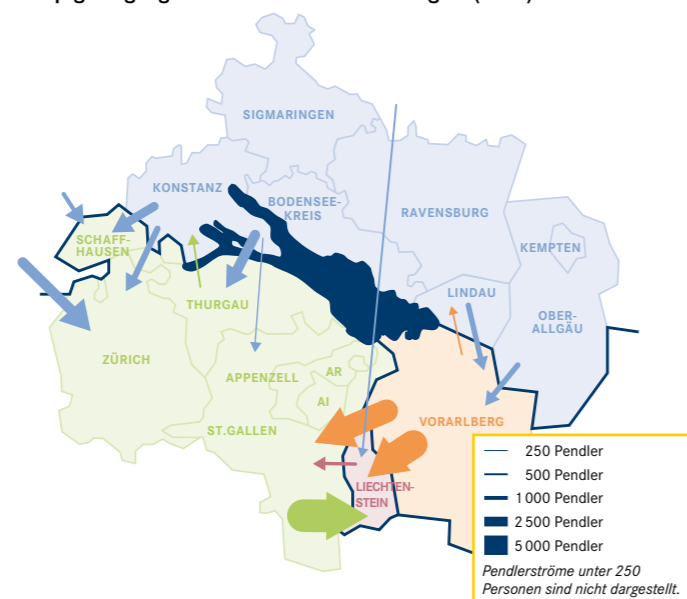 SIGMARINGEN
KONSTANZ
BODENSEE-
KREIS
RAVENSBURG
SCHAFF-
HAUSEN
KEMPTEN
LINDAU
THURGAU
OBER-
ALLGÄU
ZÜRICH
APPENZELL
AR
AI
ST.GALLEN
VORARLBERG
LIECHTEN-
STEIN
250 Pendler
500 Pendler
1 000 Pendler
2 500 Pendler
5 000 Pendler
Pendlerströme unter 250
Personen sind nicht dargestellt.